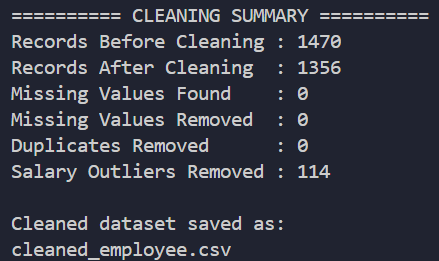 ========== CLEANING SUMMARY ==========
Records Before Cleaning : 1470
Records After Cleaning  : 1356
Missing Values Found    : 0
Missing Values Removed  : 0
Duplicates Removed      : 0
Salary Outliers Removed : 114

Cleaned dataset saved as:
cleaned_employee.csv